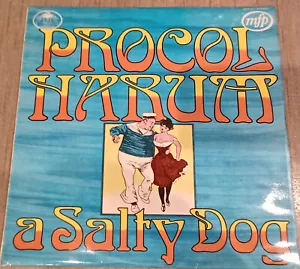 mfp
PROCOL
HARUM
a Salty Dog